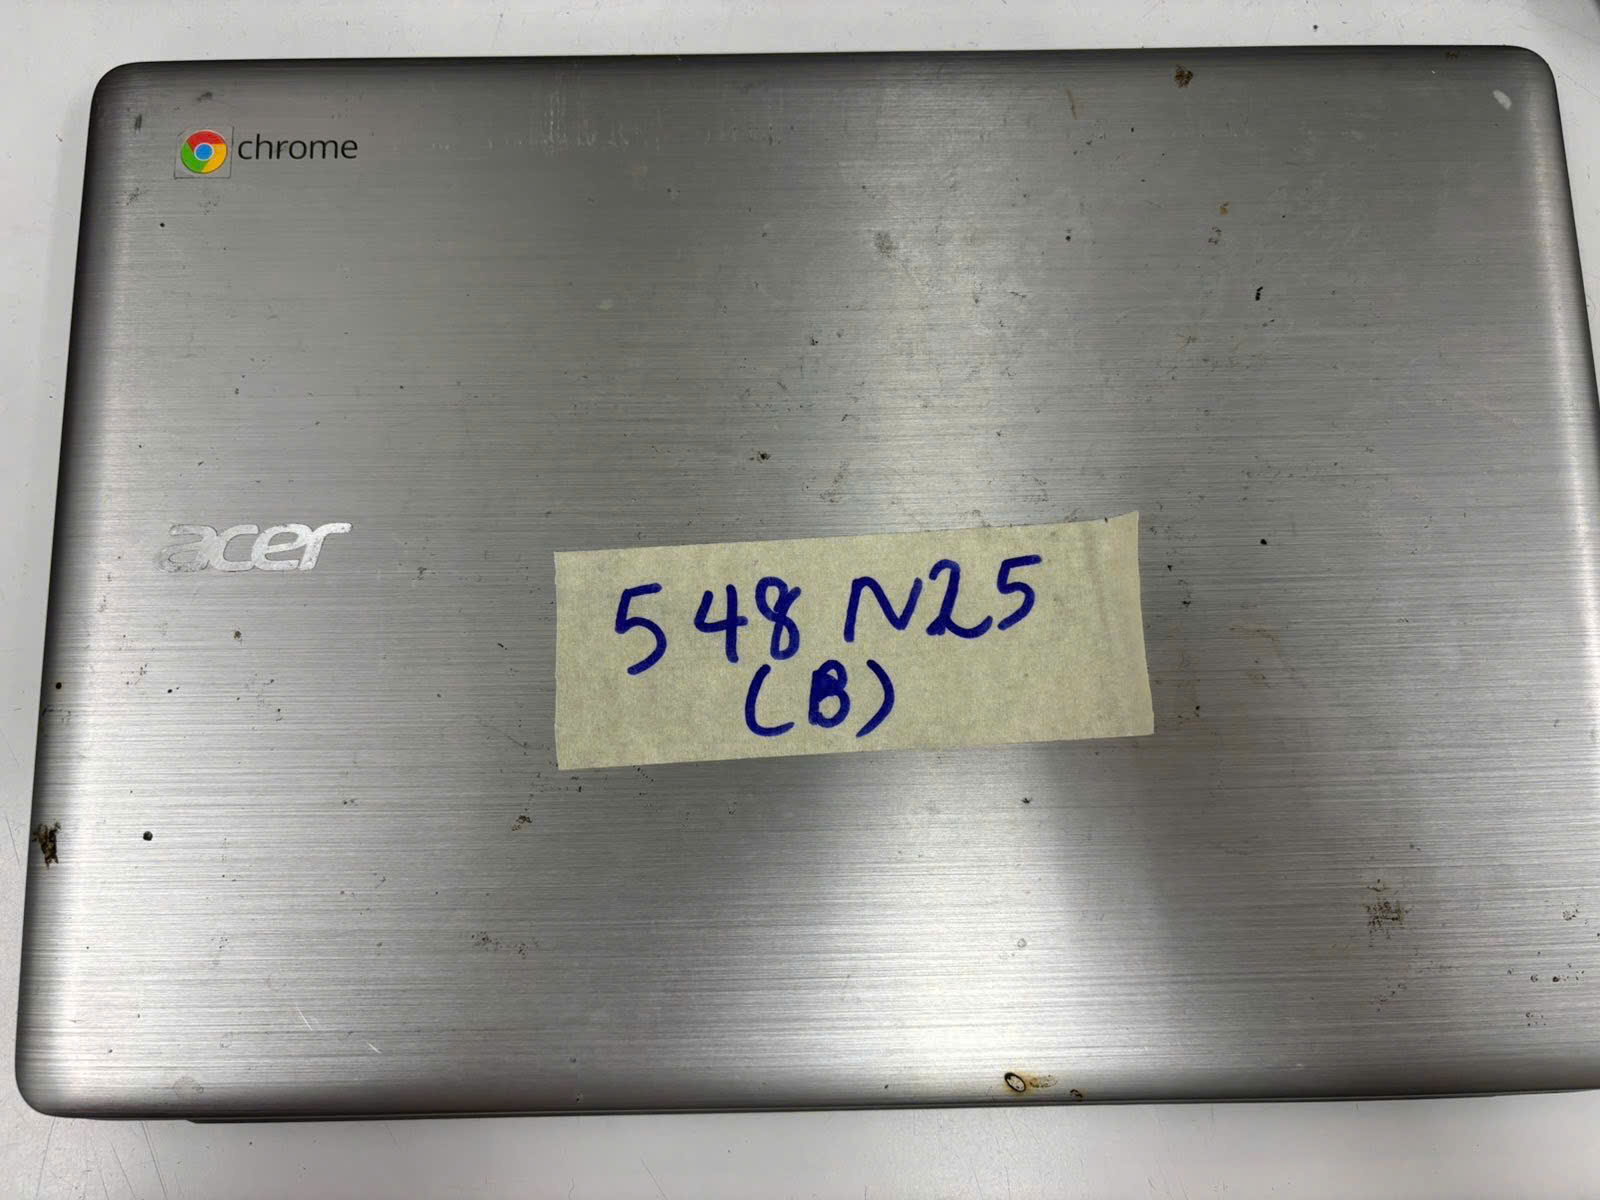 chrome
acer
548 N25
(B)